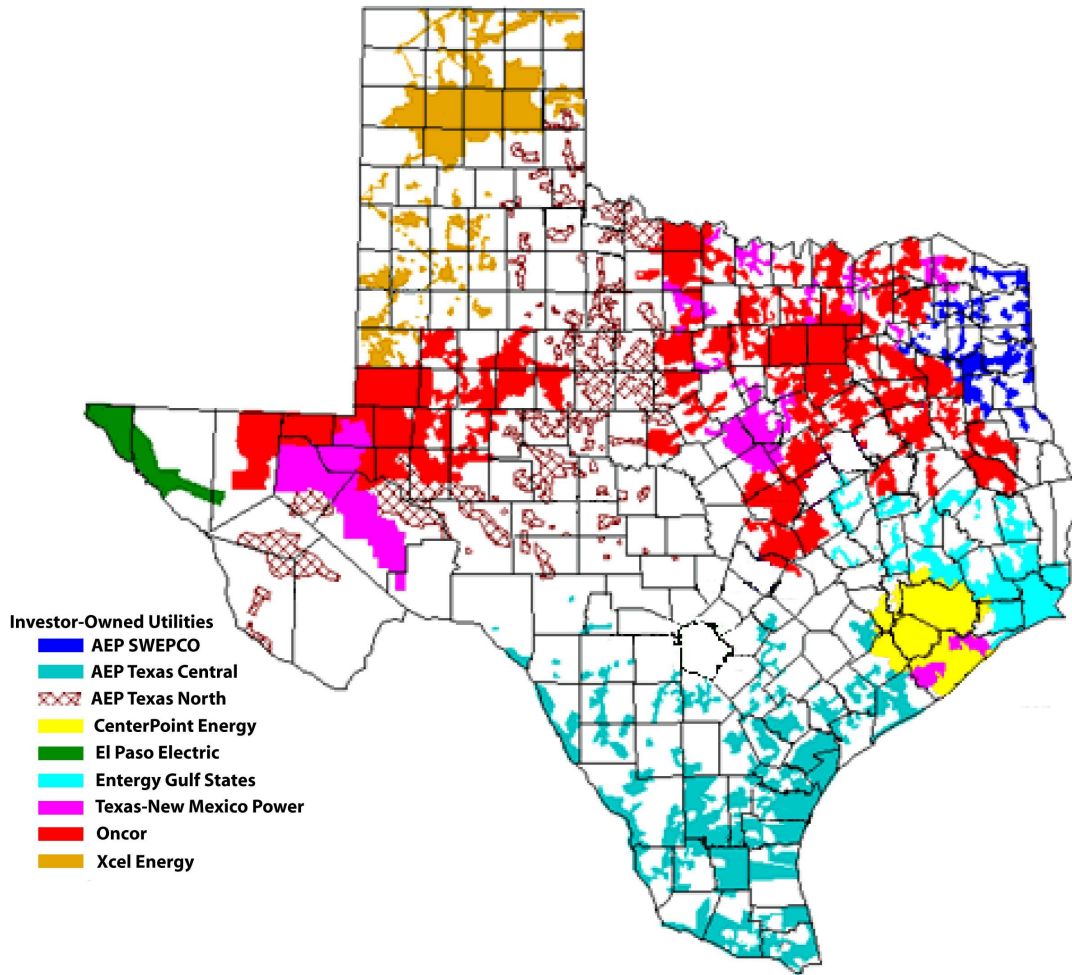 Investor-Owned Utilities
AEP SWEPCO
AEP Texas Central
AEP Texas North
CenterPoint Energy
El Paso Electric
Entergy Gulf States
Texas-New Mexico Power
Oncor
Xcel Energy